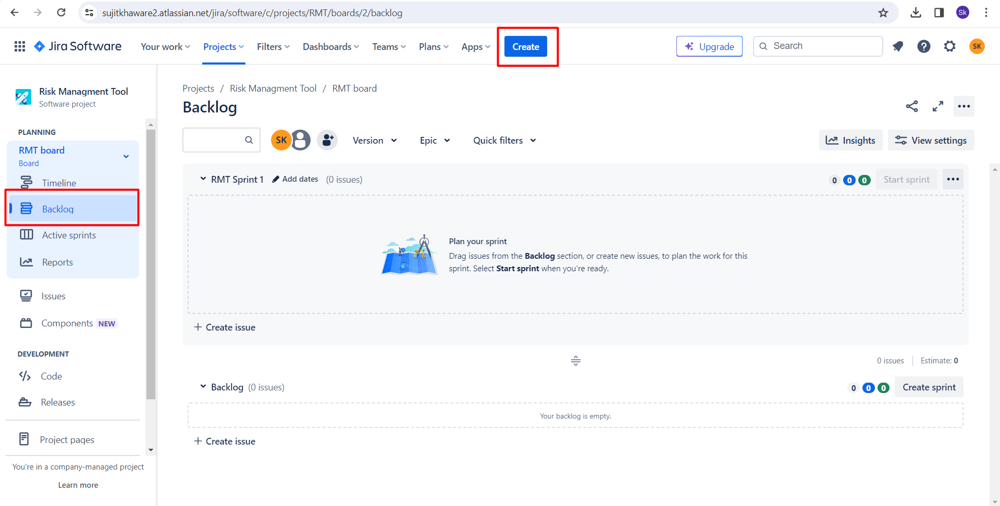 sujitkhaware2.atlassian.net/jira/software/c/projects/RMT/boards/2/backlog
Sk
Jira Software
Your work
Projects
Filters
Dashboards
Teams
Plans
Apps
Create
Upgrade
Search
SK
Risk Managment Tool
Software project
PLANNING
RMT board
Board
Timeline
Backlog
Active sprints
Reports
Issues
Components NEW
DEVELOPMENT
Code
Releases
Project pages
You're in a company-managed project
Learn more
Projects / Risk Managment Tool / RMT board
Backlog
SK
Version
Epic
Quick filters
Insights
View settings
RMT Sprint 1 Add dates (0 issues)
0 0 0 Start sprint
Plan your sprint
Drag issues from the Backlog section, or create new issues, to plan the work for this
sprint. Select Start sprint when you're ready.
+ Create issue
0 issues Estimate: 0
Backlog (0 issues)
0 0 0 Create sprint
Your backlog is empty.
+ Create issue